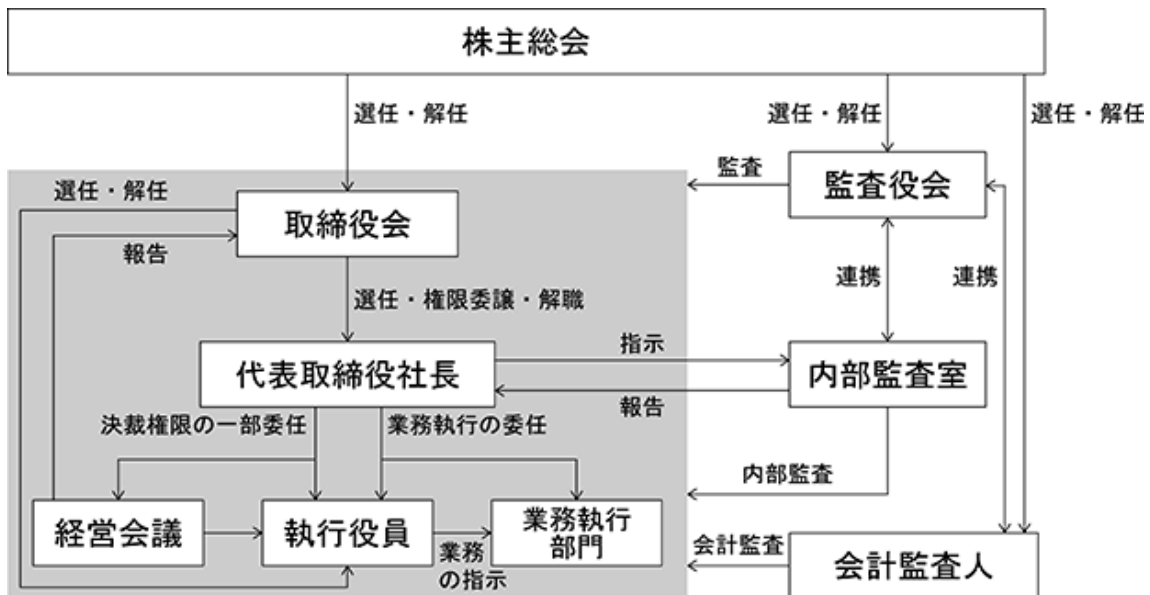 株主総会
選任・解任
選任・解任
選任・解任
監査役会
監査
選任・解任
取締役会
報告
連携
連携
選任・権限委譲・解職
指示
代表取締役社長
内部監査室
報告
決裁権限の一部委任
業務執行の委任
内部監査
経営会議
執行役員
業務執行
部門
業務
の指示
会計監査
会計監査人